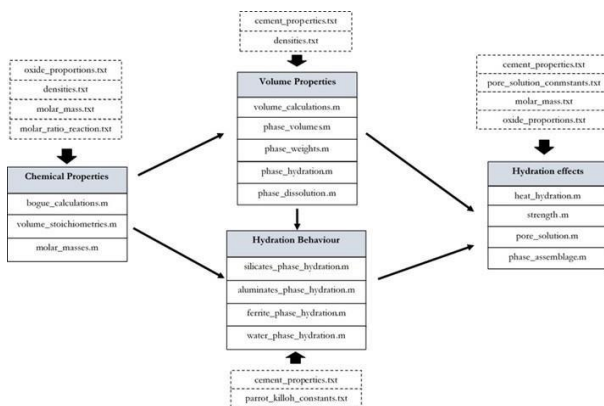 cement_properties.txt
densities.txt
Volume Properties
volume_calculations.m
phase_volumesm
phase_weights.m
phase_hydration.m
phase_dissolution.m
oxide_proportions.txt
densities.txt
molar_mass.txt
molar_ratio_reaction.txt
Chemical Properties
bogue_calculations.m
volume_stoichiometries.m
molar_masses.m
Hydration Behaviour
silicates_phase_hydration.m
aluminates_phase_hydration.m
ferrite_phase_hydration.m
water_phase_hydration.m
cement_properties.txt
parrot_killoh_constants.txt
cement_properties.txt
pore_solution_conmstants.txt
molar_mass.txt
oxide_proportions.txt
Hydration effects
heat_hydration.m
strength.m
pore_solution.m
phase_assemblage.m